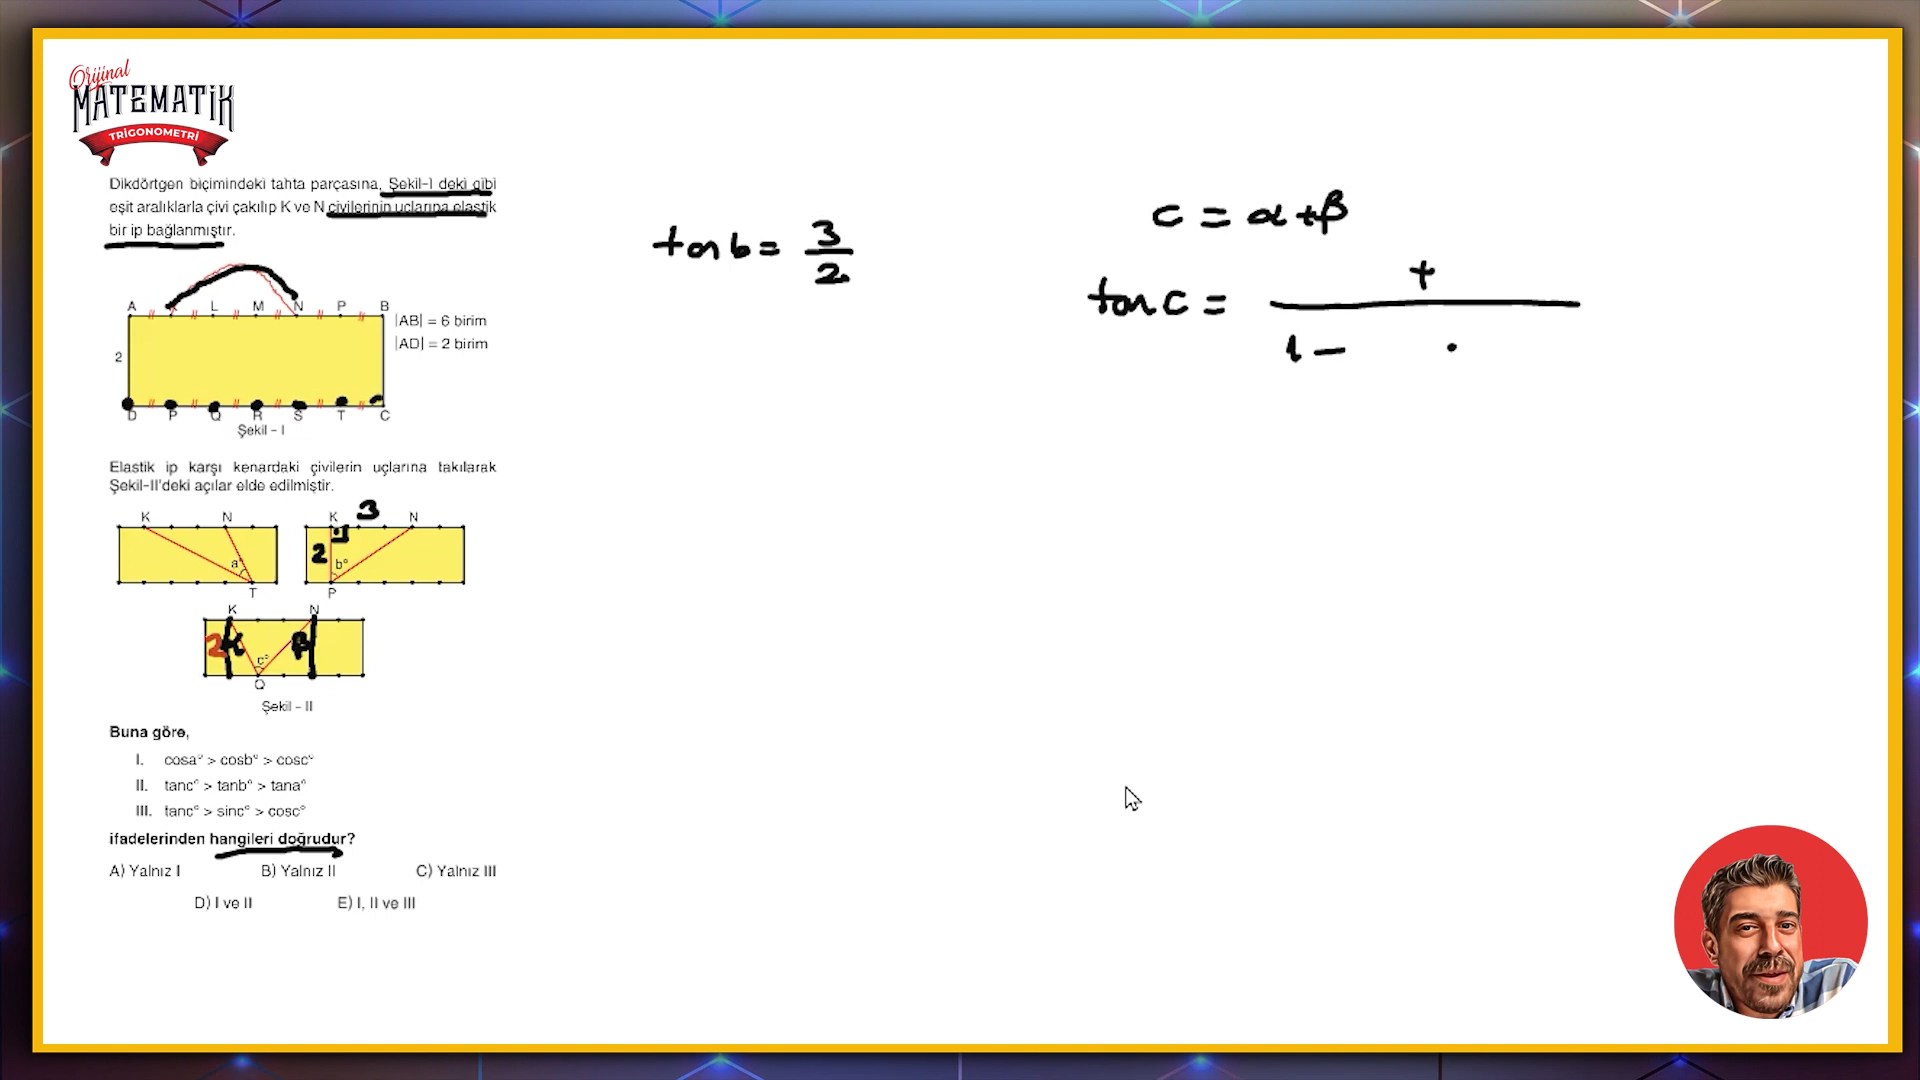 Orijinal
MATEMATİK
TRİGONOMETRİ
Dikdörtgen biçimindeki tahta parçasına, Şekil-I deki gibi
eşit aralıklarla çivi çakılıp K ve N çivilerinin uçlarına elastik
bir ip bağlanmıştır.
A L M N P B
|AB| = 6 birim
|AD| = 2 birim
2
D P Q R S T C
Şekil - I
Elastik ip karşı kenardaki çivilerin uçlarına takılarak
Şekil-II'deki açılar elde edilmiştir.
K N
a°
T
K 3 N
2 b°
P
K N
2 α β
c°
Q
Şekil - II
Buna göre,
I. cosa° > cosb° > cosc°
II. tanc° > tanb° > tana°
III. tanc° > sinc° > cosc°
ifadelerinden hangileri doğrudur?
A) Yalnız I B) Yalnız II C) Yalnız III
D) I ve II E) I, II ve III
tan b = 3/2
c = α + β
tan c = +
1 - .